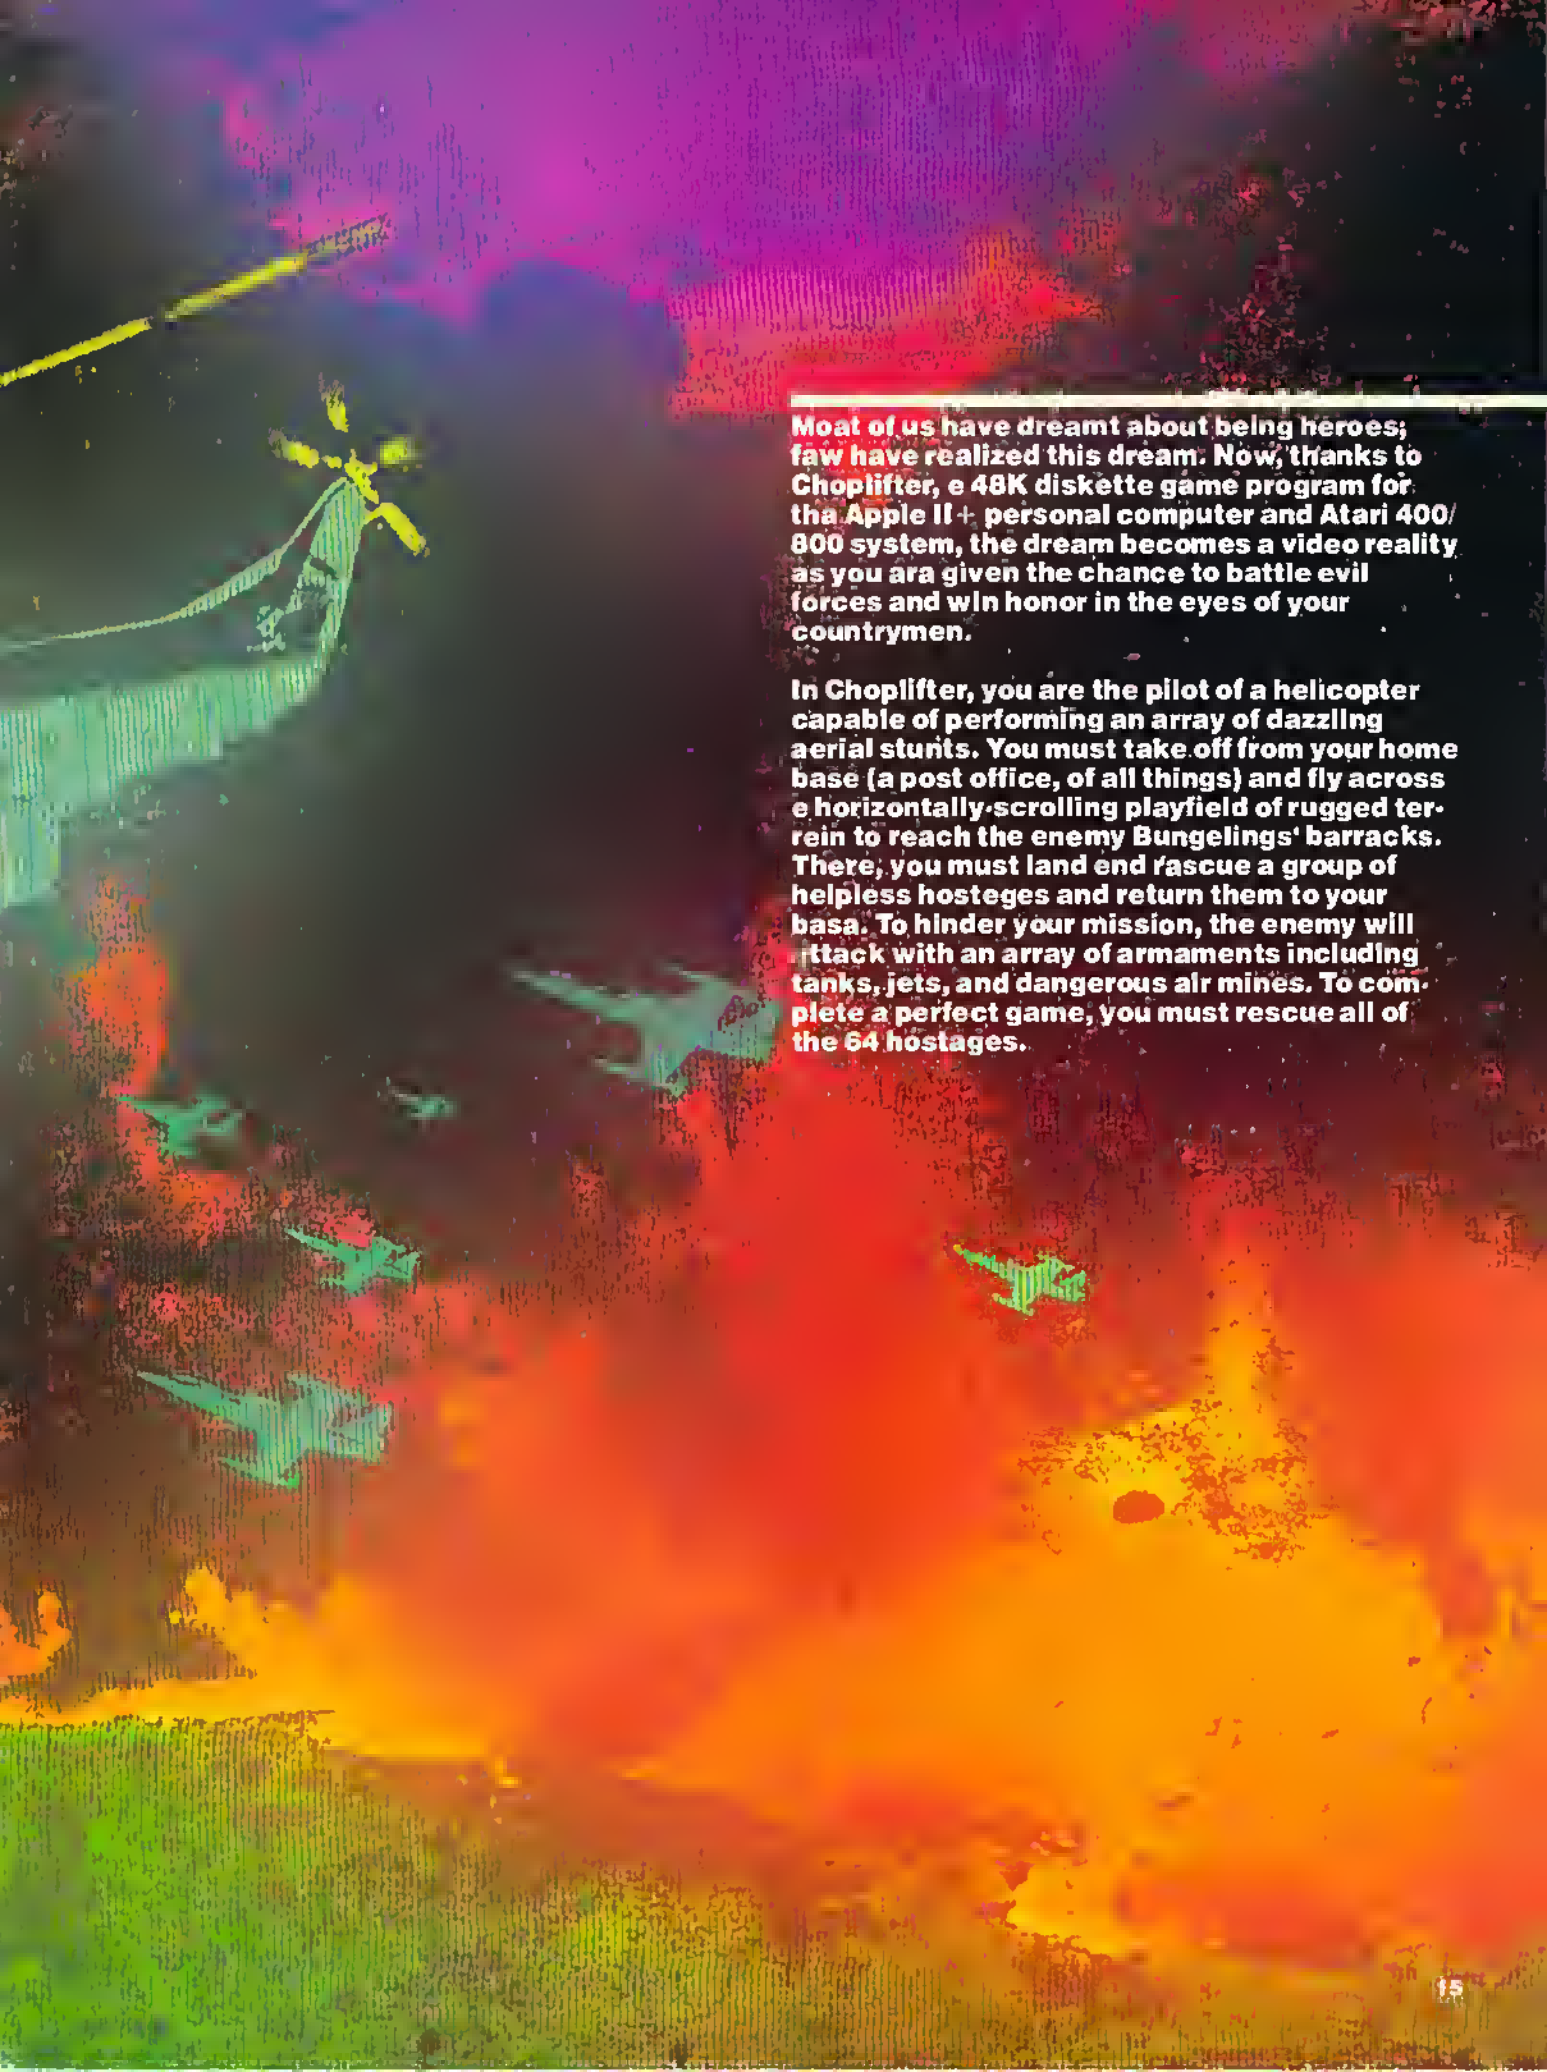 Moat of us have dreamt about being heroes;
faw have realized this dream. Now, thanks to
Choplifter, e 48K diskette game program for
tha Apple II+ personal computer and Atari 400/
800 system, the dream becomes a video reality
as you ara given the chance to battle evil
forces and win honor in the eyes of your
countrymen.
In Choplifter, you are the pilot of a helicopter
capable of performing an array of dazzling
aerial stunts. You must take off from your home
base (a post office, of all things) and fly across
e horizontally-scrolling playfield of rugged ter-
rein to reach the enemy Bungelings' barracks.
There, you must land end rascue a group of
helpless hosteges and return them to your
basa. To hinder your mission, the enemy will
ttack with an array of armaments including
tanks, jets, and dangerous air mines. To com-
plete a perfect game, you must rescue all of
the 64 hostages.
15